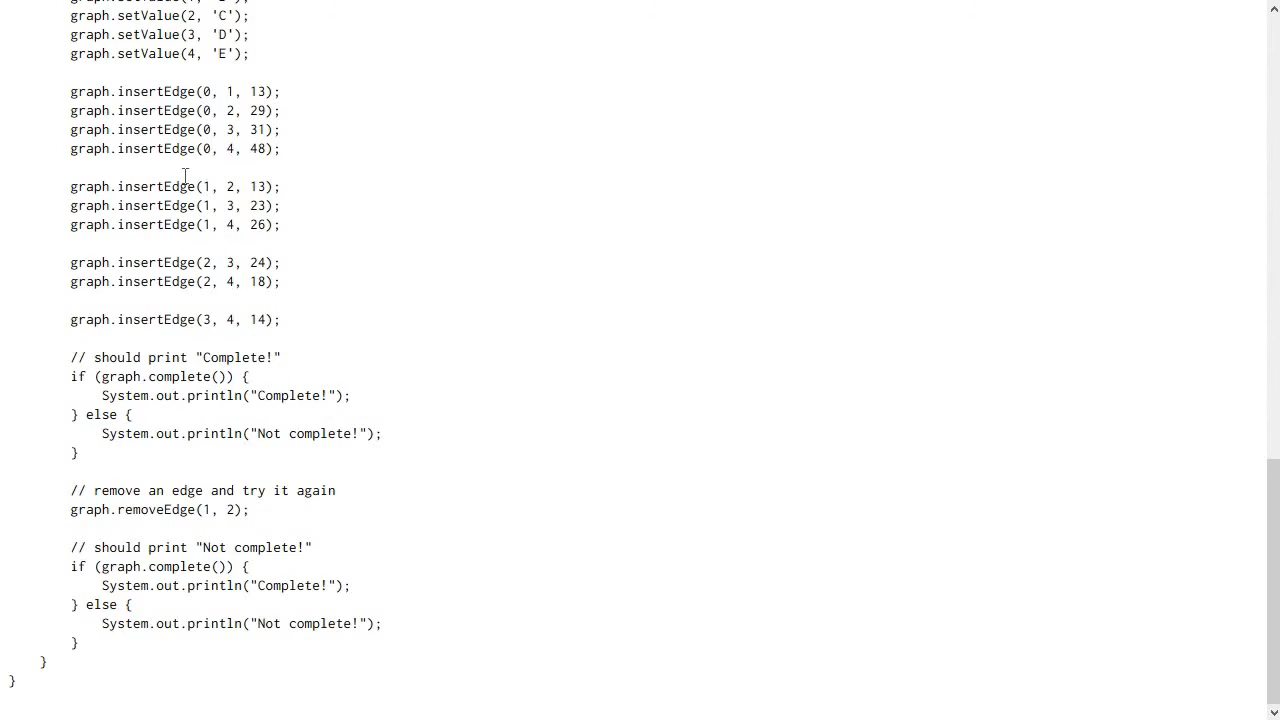 graph.setValue(2, 'C');
graph.setValue(3, 'D');
graph.setValue(4, 'E');
graph.insertEdge(0, 1, 13);
graph.insertEdge(0, 2, 29);
graph.insertEdge(0, 3, 31);
graph.insertEdge(0, 4, 48);
graph.insertEdge(1, 2, 13);
graph.insertEdge(1, 3, 23);
graph.insertEdge(1, 4, 26);
graph.insertEdge(2, 3, 24);
graph.insertEdge(2, 4, 18);
graph.insertEdge(3, 4, 14);
// should print "Complete!"
if (graph.complete()) {
System.out.println("Complete!");
} else {
System.out.println("Not complete!");
}
// remove an edge and try it again
graph.removeEdge(1, 2);
// should print "Not complete!"
if (graph.complete()) {
System.out.println("Complete!");
} else {
System.out.println("Not complete!");
}
}
}